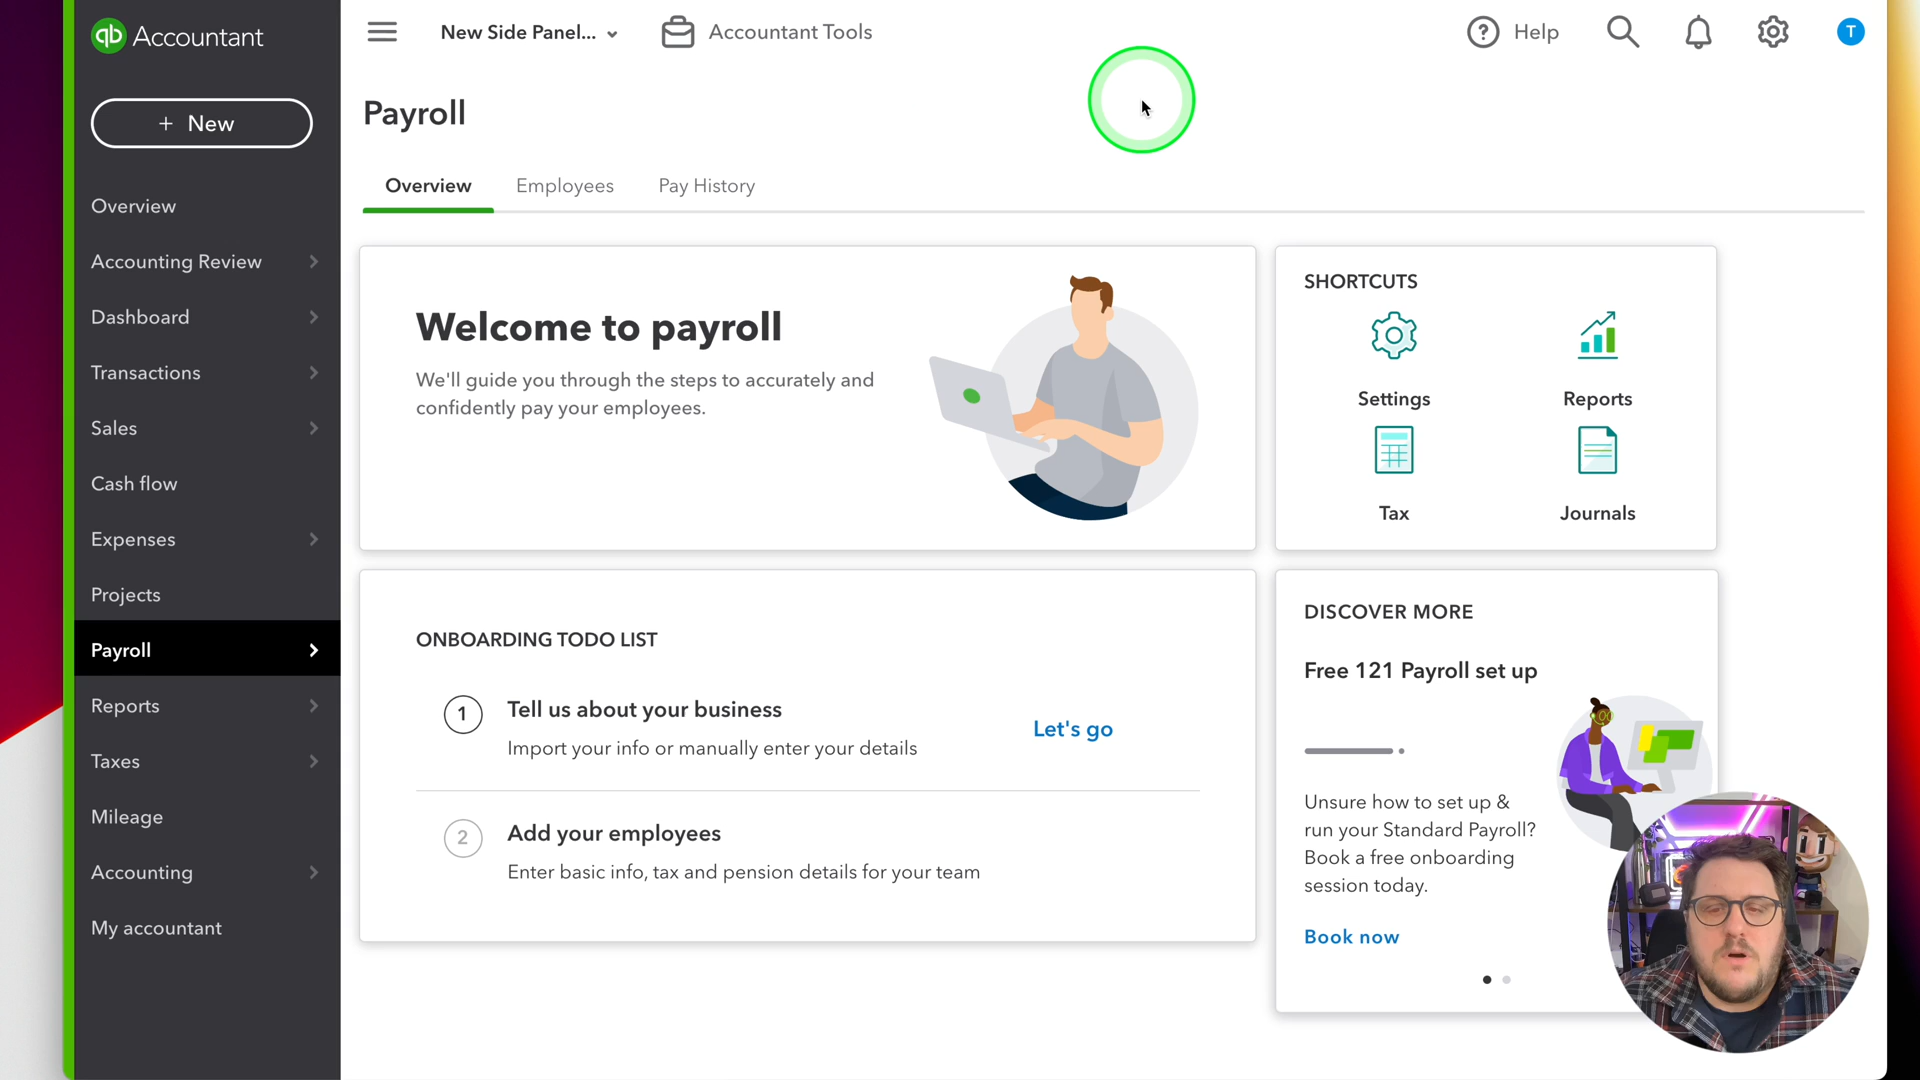 qb Accountant
New Side Panel...
Accountant Tools
? Help
T
+ New
Overview
Accounting Review
Dashboard
Transactions
Sales
Cash flow
Expenses
Projects
Payroll
Reports
Taxes
Mileage
Accounting
My accountant
Payroll
Overview
Employees
Pay History
Welcome to payroll
We'll guide you through the steps to accurately and
confidently pay your employees.
SHORTCUTS
Settings
Reports
Tax
Journals
ONBOARDING TODO LIST
1
Tell us about your business
Import your info or manually enter your details
Let's go
2
Add your employees
Enter basic info, tax and pension details for your team
DISCOVER MORE
Free 121 Payroll set up
Unsure how to set up &
run your Standard Payroll?
Book a free onboarding
session today.
Book now